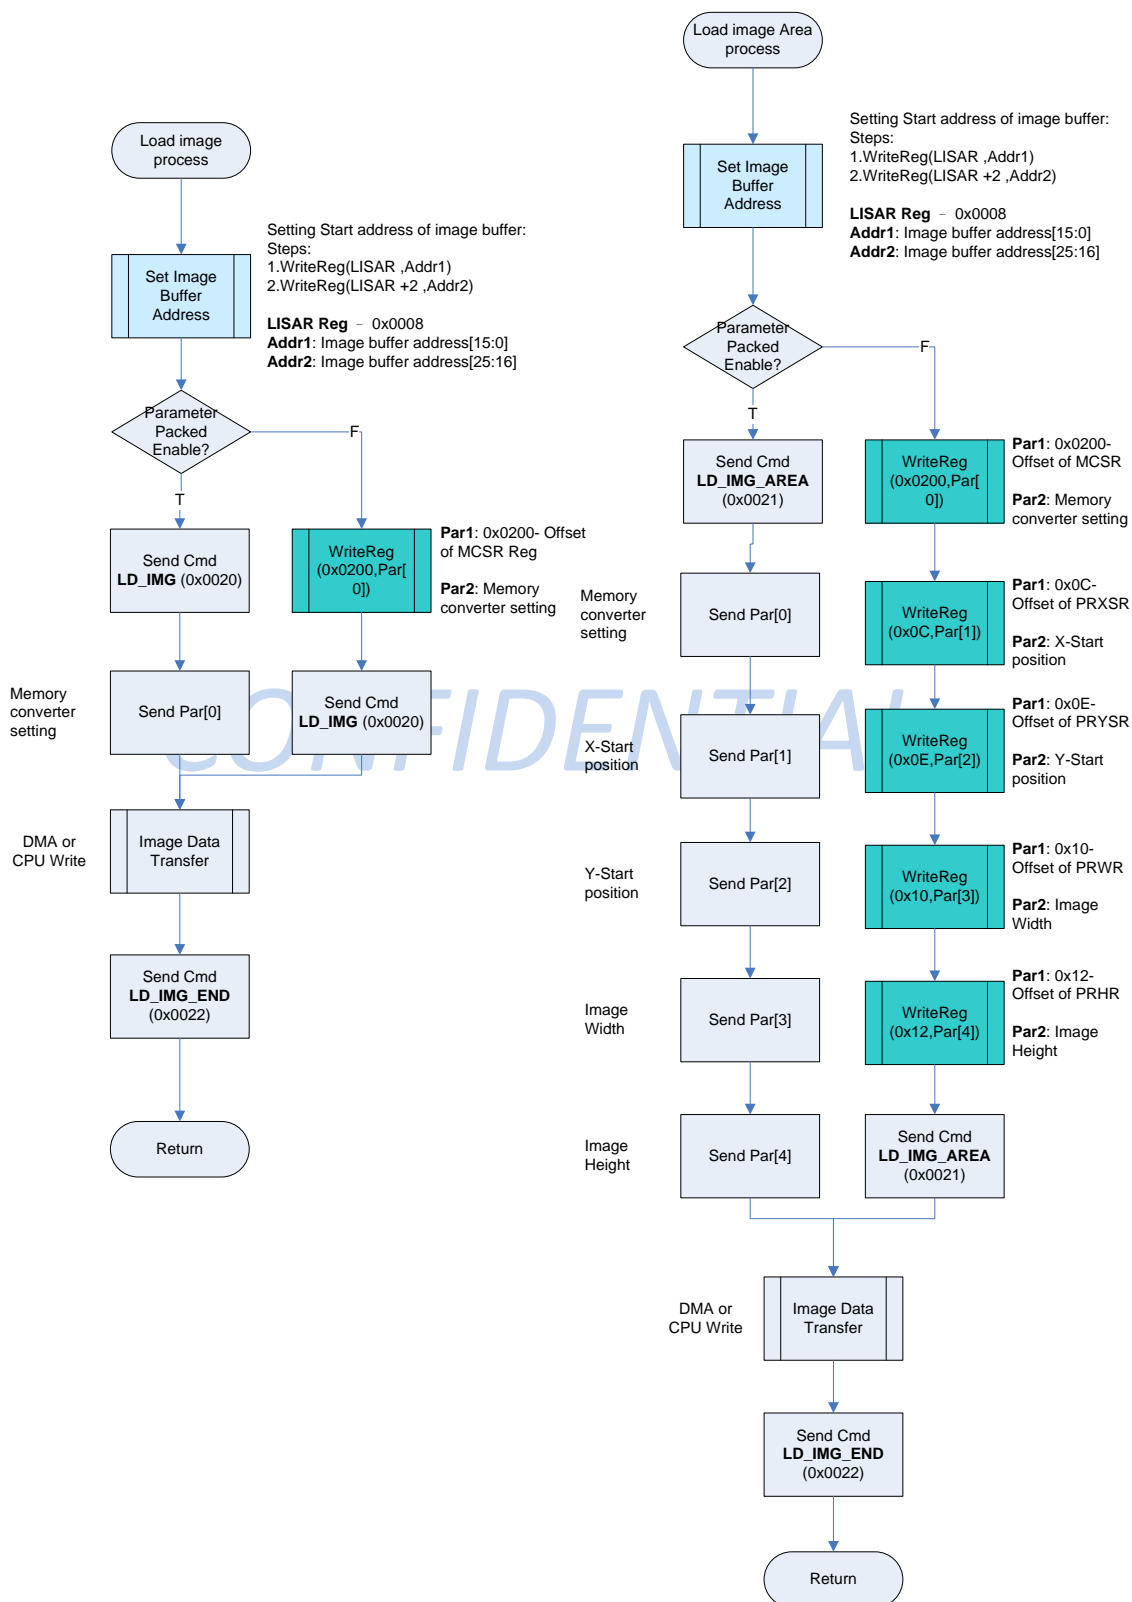 Load image
process
Setting Start address of image buffer:
Steps:
1.WriteReg(LISAR ,Addr1)
2.WriteReg(LISAR +2 ,Addr2)
LISAR Reg – 0x0008
Addr1: Image buffer address[15:0]
Addr2: Image buffer address[25:16]
Set Image
Buffer
Address
Parameter
Packed
Enable?
F
T
Send Cmd
LD_IMG (0x0020)
WriteReg
(0x0200,Par[
0])
Par1: 0x0200- Offset
of MCSR Reg
Par2: Memory
converter setting
Memory
converter
setting
Send Par[0]
Send Cmd
LD_IMG (0x0020)
DMA or
CPU Write
Image Data
Transfer
Send Cmd
LD_IMG_END
(0x0022)
Return
Load image Area
process
Setting Start address of image buffer:
Steps:
1.WriteReg(LISAR ,Addr1)
2.WriteReg(LISAR +2 ,Addr2)
LISAR Reg – 0x0008
Addr1: Image buffer address[15:0]
Addr2: Image buffer address[25:16]
Set Image
Buffer
Address
Parameter
Packed
Enable?
F
T
Send Cmd
LD_IMG_AREA
(0x0021)
WriteReg
(0x0200,Par[
0])
Par1: 0x0200-
Offset of MCSR
Par2: Memory
converter setting
Memory
converter
setting
Send Par[0]
WriteReg
(0x0C,Par[1])
Par1: 0x0C-
Offset of PRXSR
Par2: X-Start
position
X-Start
position
Send Par[1]
WriteReg
(0x0E,Par[2])
Par1: 0x0E-
Offset of PRYSR
Par2: Y-Start
position
Y-Start
position
Send Par[2]
WriteReg
(0x10,Par[3])
Par1: 0x10-
Offset of PRWR
Par2: Image
Width
Image
Width
Send Par[3]
WriteReg
(0x12,Par[4])
Par1: 0x12-
Offset of PRHR
Par2: Image
Height
Image
Height
Send Par[4]
Send Cmd
LD_IMG_AREA
(0x0021)
DMA or
CPU Write
Image Data
Transfer
Send Cmd
LD_IMG_END
(0x0022)
Return
CONFIDENTIAL